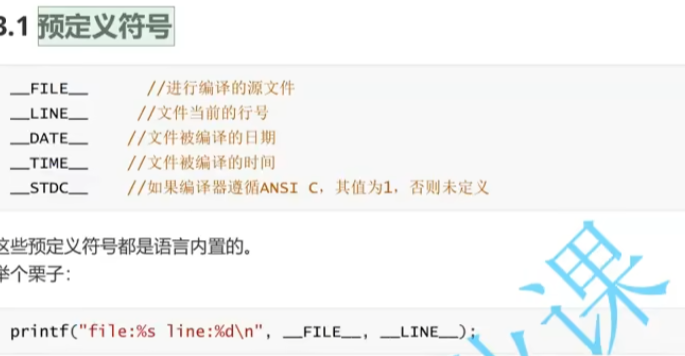 3.1 预定义符号
__FILE__ //进行编译的源文件
__LINE__ //文件当前的行号
__DATE__ //文件被编译的日期
__TIME__ //文件被编译的时间
__STDC__ //如果编译器遵循ANSI C，其值为1，否则未定义
这些预定义符号都是语言内置的。
举个栗子：
printf("file:%s line:%d\n", __FILE__, __LINE__);
课